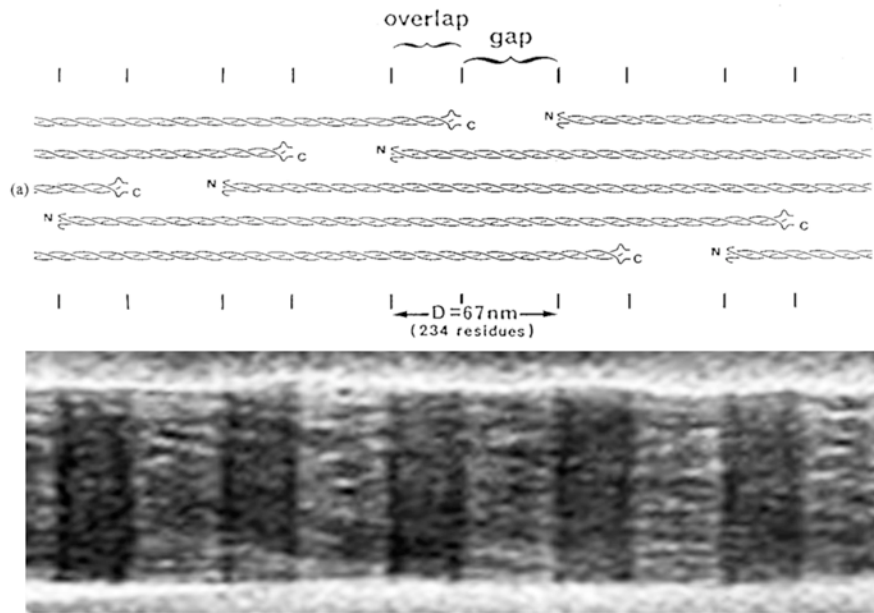 overlap
gap
C N
C N
(a) C N
N C
C N
D=67nm
(234 residues)